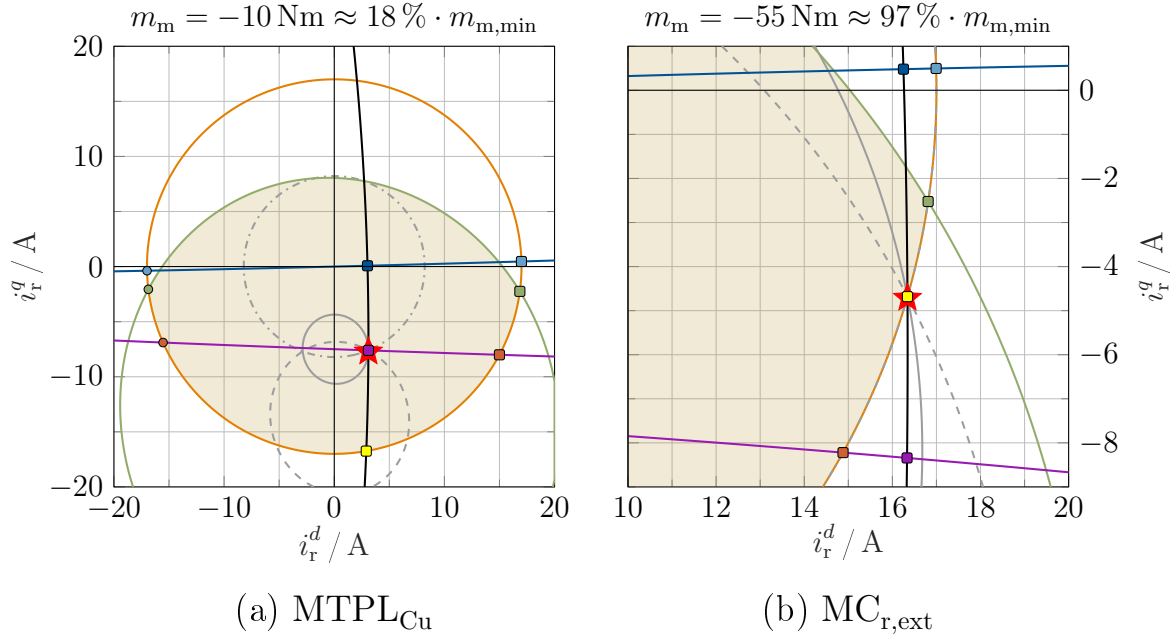 m_m = −10 Nm ≈ 18 % · m_m,min
20
10
0
−10
−20
−20 −10 0 10 20
i_r^q / A
i_r^d / A
(a) MTPL_Cu
m_m = −55 Nm ≈ 97 % · m_m,min
0
−2
−4
−6
−8
10 12 14 16 18 20
i_r^q / A
i_r^d / A
(b) MC_r,ext